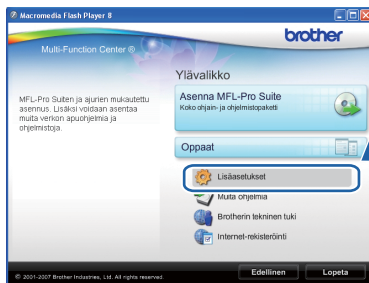 Macromedia Flash Player 8
brother
Multi-Function Center ®
Ylävalikko
MFL-Pro Suiten ja ajurien mukautettu
asennus. Lisäksi voidaan asentaa
muita verkon apuohjelmia ja
ohjelmistoja.
Asenna MFL-Pro Suite
Koko ohjain- ja ohjelmistopaketti
Oppaat
Lisäasetukset
Muita ohjelmia
Brotherin tekninen tuki
Internet-rekisteröinti
© 2001-2007 Brother Industries, Ltd. All rights reserved.
Edellinen
Lopeta